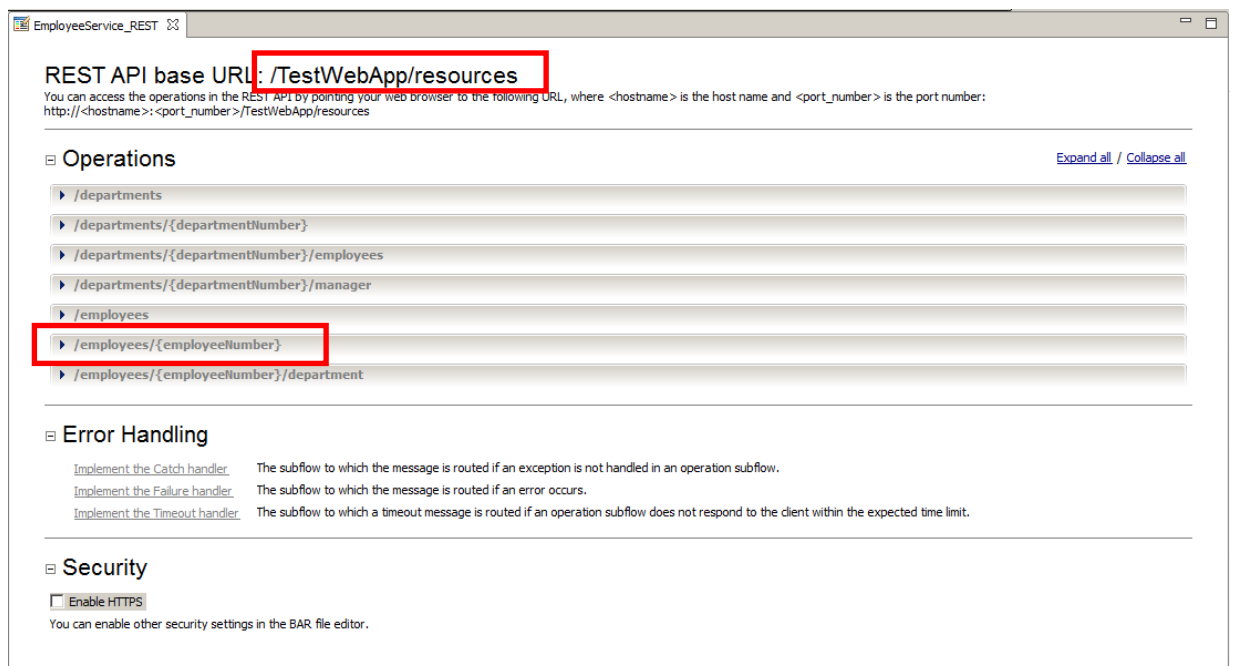 EmployeeService_REST
REST API base URL: /TestWebApp/resources
You can access the operations in the REST API by pointing your web browser to the following URL, where <hostname> is the host name and <port_number> is the port number:
http://<hostname>:<port_number>/TestWebApp/resources
Operations
Expand all / Collapse all
/departments
/departments/{departmentNumber}
/departments/{departmentNumber}/employees
/departments/{departmentNumber}/manager
/employees
/employees/{employeeNumber}
/employees/{employeeNumber}/department
Error Handling
Implement the Catch handler The subflow to which the message is routed if an exception is not handled in an operation subflow.
Implement the Failure handler The subflow to which the message is routed if an error occurs.
Implement the Timeout handler The subflow to which a timeout message is routed if an operation subflow does not respond to the client within the expected time limit.
Security
Enable HTTPS
You can enable other security settings in the BAR file editor.